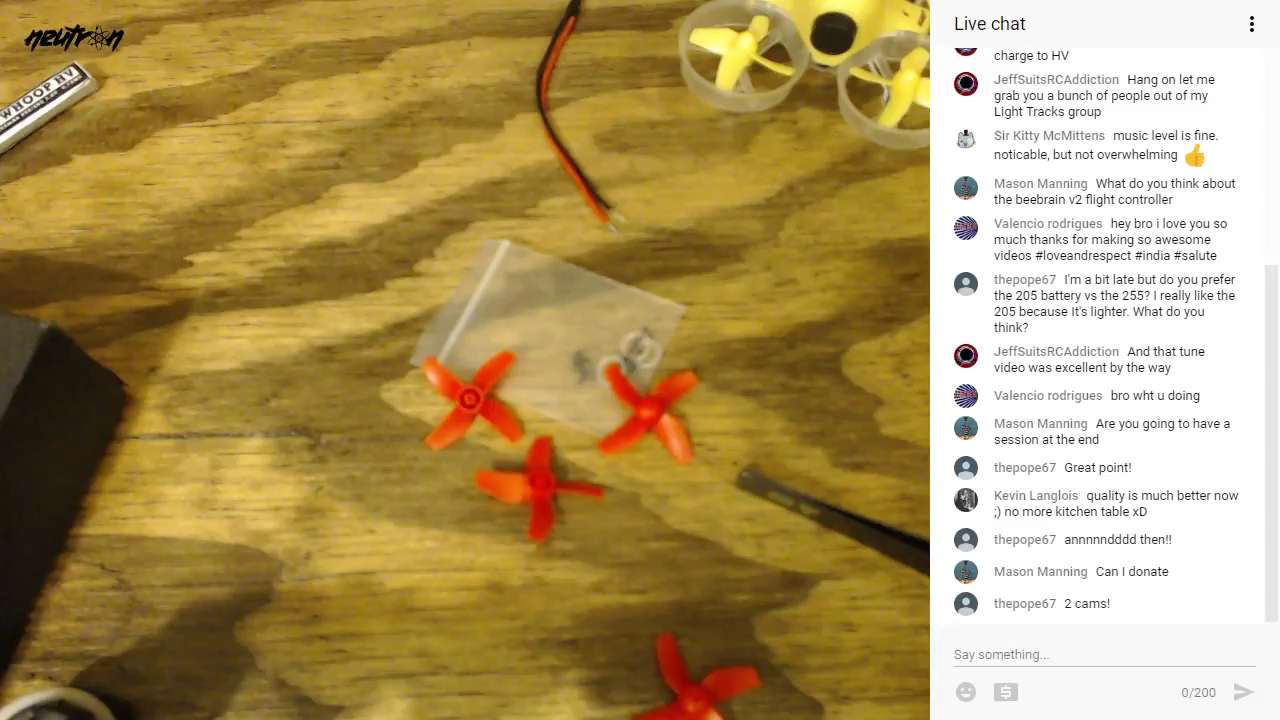 neutron
WHOOP HV
Live chat
charge to HV
JeffSuitsRCAddiction Hang on let me
grab you a bunch of people out of my
Light Tracks group
Sir Kitty McMittens music level is fine.
noticable, but not overwhelming
Mason Manning What do you think about
the beebrain v2 flight controller
Valencio rodrigues hey bro i love you so
much thanks for making so awesome
videos #loveandrespect #india #salute
thepope67 I'm a bit late but do you prefer
the 205 battery vs the 255? I really like the
205 because It's lighter. What do you
think?
JeffSuitsRCAddiction And that tune
video was excellent by the way
Valencio rodrigues bro wht u doing
Mason Manning Are you going to have a
session at the end
thepope67 Great point!
Kevin Langlois quality is much better now
;) no more kitchen table xD
thepope67 annnnndddd then!!
Mason Manning Can I donate
thepope67 2 cams!
Say something...
0/200